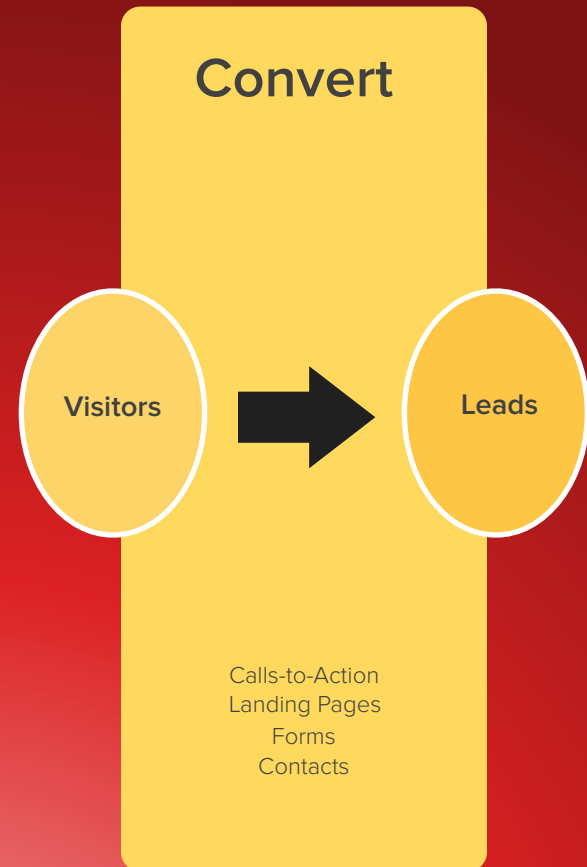 Convert
Visitors
Leads
Calls-to-Action
Landing Pages
Forms
Contacts